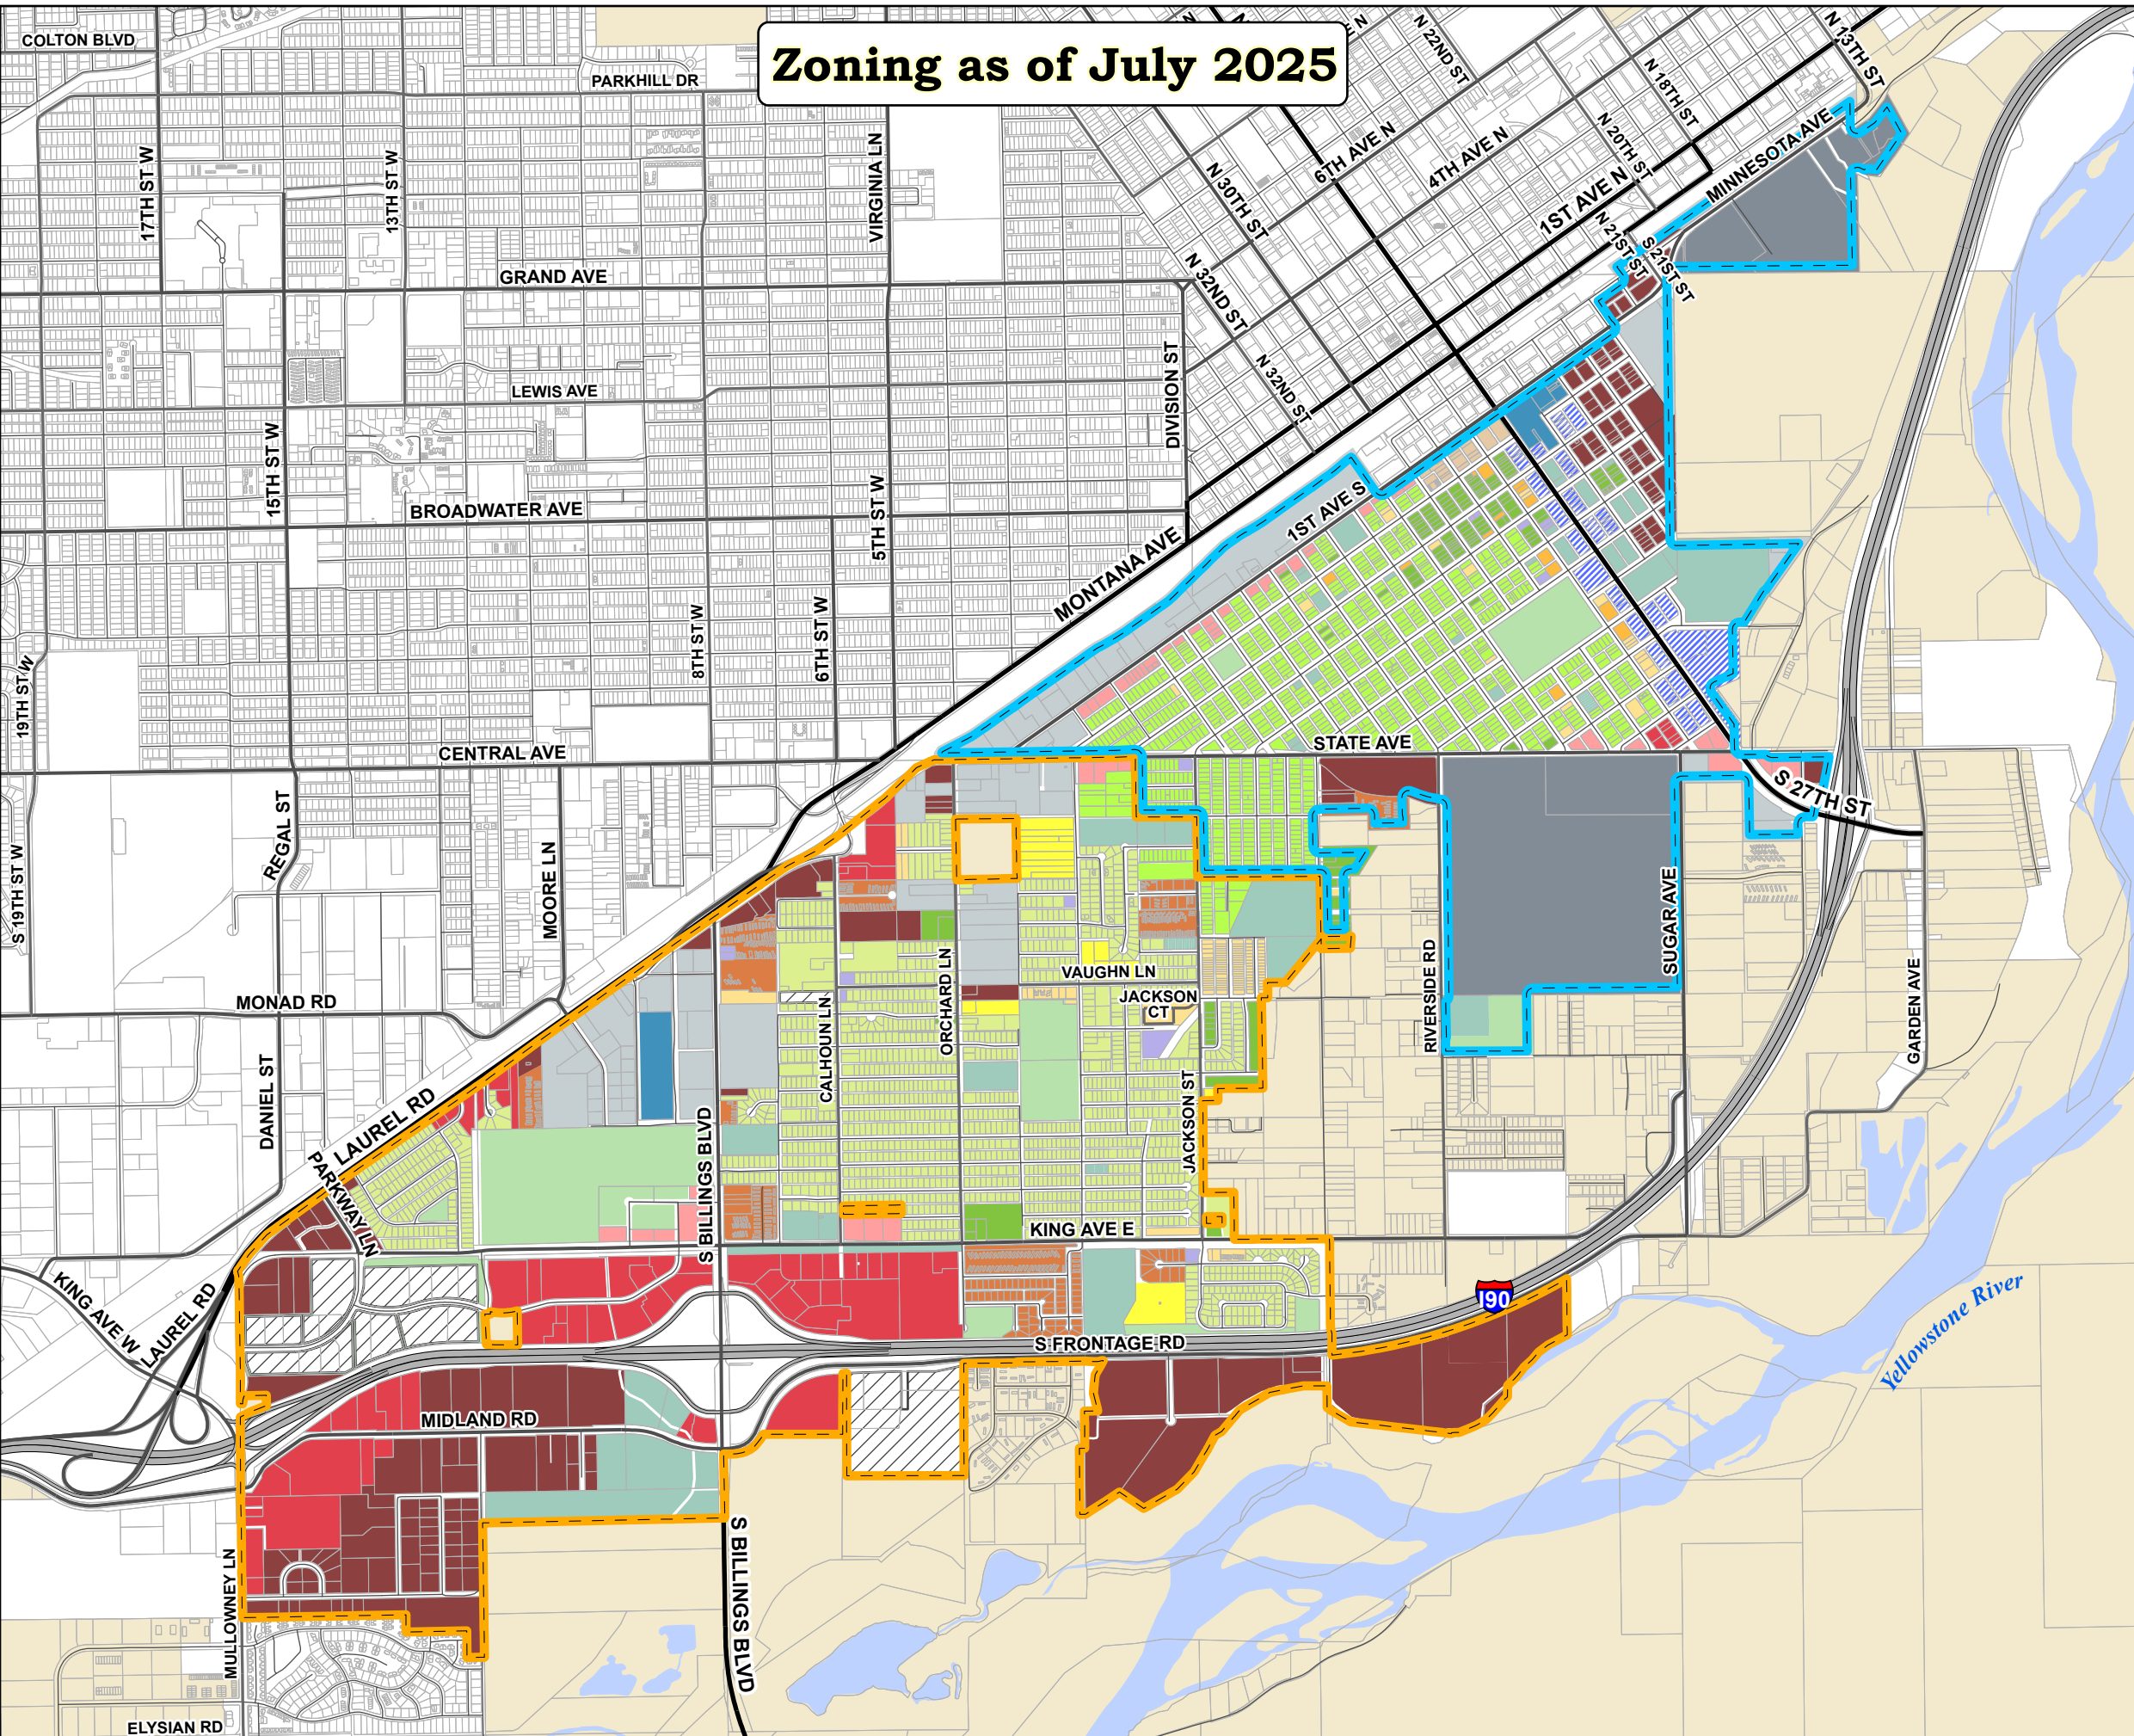 Zoning as of July 2025
COLTON BLVD
PARKHILL DR
N 22ND ST
N 13TH ST
N 18TH ST
17TH ST W
13TH ST W
VIRGINIA LN
N 30TH ST
6TH AVE N
4TH AVE N
N 20TH ST
MINNESOTA AVE
1ST AVE N
N 21ST ST
S 21ST ST
GRAND AVE
N 32ND ST
LEWIS AVE
DIVISION ST
N 32ND ST
15TH ST W
BROADWATER AVE
5TH ST W
1ST AVE S
MONTANA AVE
19TH ST W
8TH ST W
6TH ST W
CENTRAL AVE
STATE AVE
S 27TH ST
S 19TH ST W
REGAL ST
MOORE LN
MONAD RD
ORCHARD LN
VAUGHN LN
JACKSON
CT
RIVERSIDE RD
SUGAR AVE
GARDEN AVE
DANIEL ST
CALHOUN LN
LAUREL RD
PARKWAY LN
S BILLINGS BLVD
JACKSON ST
KING AVE E
KING AVE W
LAUREL RD
I90
S FRONTAGE RD
Yellowstone River
MIDLAND RD
MULLOWNEY LN
S BILLINGS BLVD
ELYSIAN RD